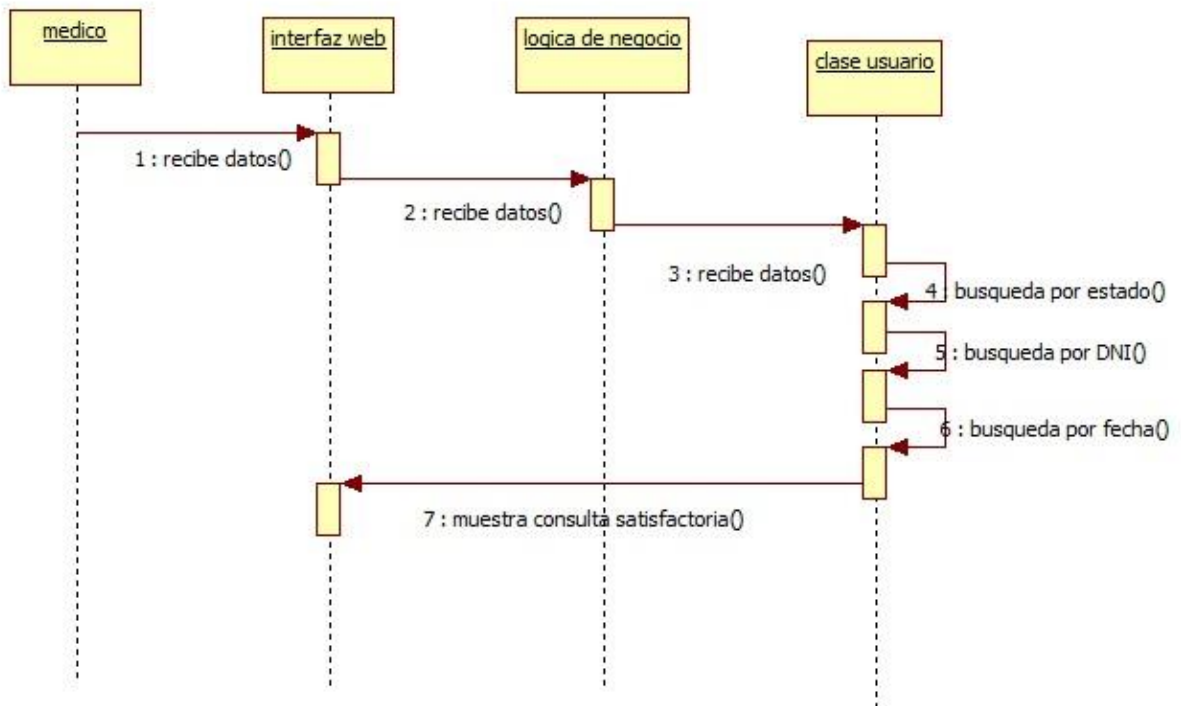 medico
interfaz web
logica de negocio
clase usuario
1 : recibe datos()
2 : recibe datos()
3 : recibe datos()
4 : busqueda por estado()
5 : busqueda por DNI()
6 : busqueda por fecha()
7 : muestra consulta satisfactoria()